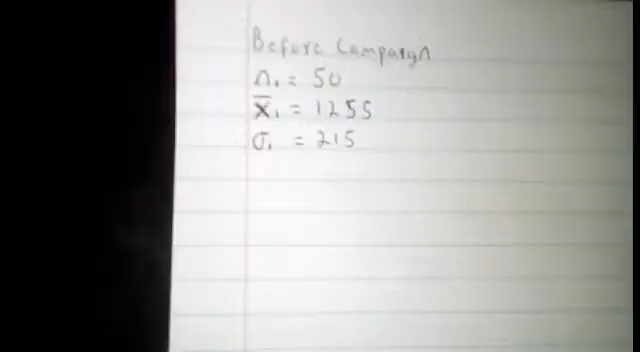 Before Campaign
n₁ = 50
x̄₁ = 1255
σ₁ = 215